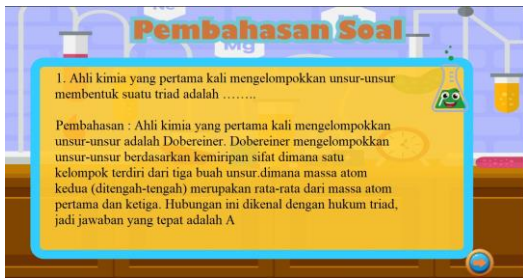 Ne
Pembahasan Soal
Mg
1. Ahli kimia yang pertama kali mengelompokkan unsur-unsur
membentuk suatu triad adalah ……..
Pembahasan : Ahli kimia yang pertama kali mengelompokkan
unsur-unsur adalah Dobereiner. Dobereiner mengelompokkan
unsur-unsur berdasarkan kemiripan sifat dimana satu
kelompok terdiri dari tiga buah unsur.dimana massa atom
kedua (ditengah-tengah) merupakan rata-rata dari massa atom
pertama dan ketiga. Hubungan ini dikenal dengan hukum triad,
jadi jawaban yang tepat adalah A